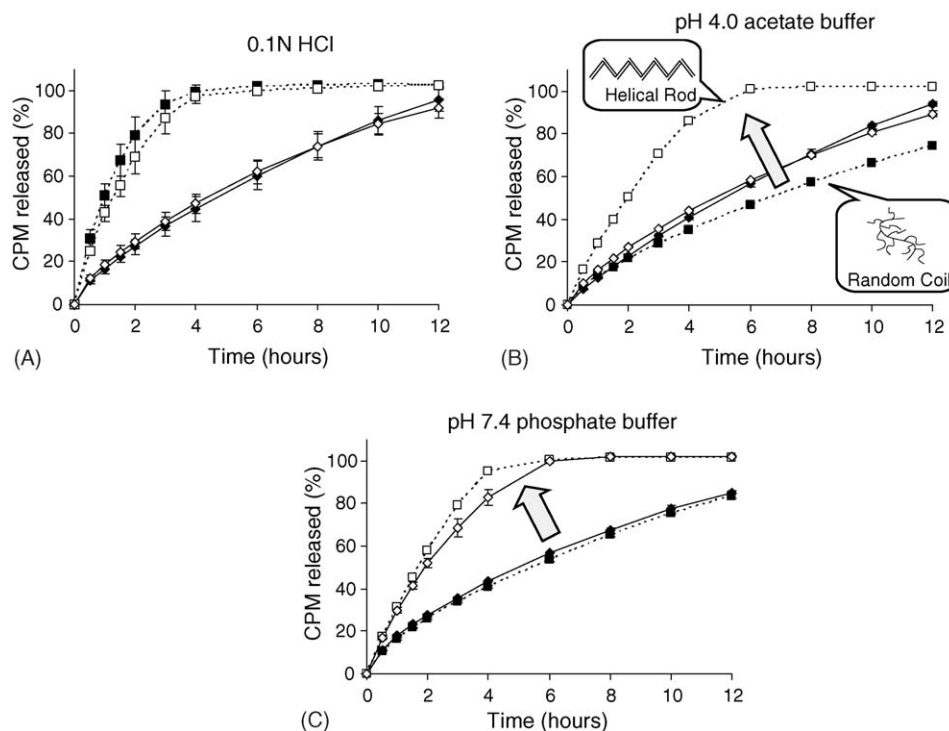 0.1N HCl
CPM released (%)
100
80
60
40
20
0
0 2 4 6 8 10 12
Time (hours)
(A)
pH 4.0 acetate buffer
CPM released (%)
100
80
60
40
20
0
Helical Rod
Random Coil
0 2 4 6 8 10 12
Time (hours)
(B)
pH 7.4 phosphate buffer
CPM released (%)
100
80
60
40
20
0
0 2 4 6 8 10 12
Time (hours)
(C)